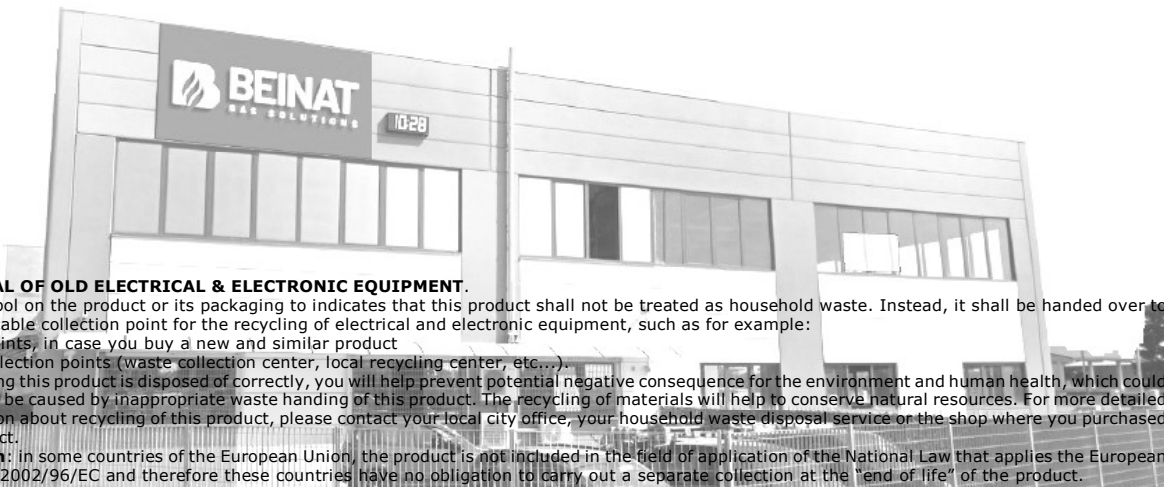 BEINAT
GAS SOLUTIONS
10:28
AL OF OLD ELECTRICAL & ELECTRONIC EQUIPMENT.
ool on the product or its packaging to indicates that this product shall not be treated as household waste. Instead, it shall be handed over to
able collection point for the recycling of electrical and electronic equipment, such as for example:
ints, in case you buy a new and similar product
llection points (waste collection center, local recycling center, etc...).
ing this product is disposed of correctly, you will help prevent potential negative consequence for the environment and human health, which could
be caused by inappropriate waste handing of this product. The recycling of materials will help to conserve natural resources. For more detailed
on about recycling of this product, please contact your local city office, your household waste disposal service or the shop where you purchased
ct.
n: in some countries of the European Union, the product is not included in the field of application of the National Law that applies the European
2002/96/EC and therefore these countries have no obligation to carry out a separate collection at the “end of life” of the product.